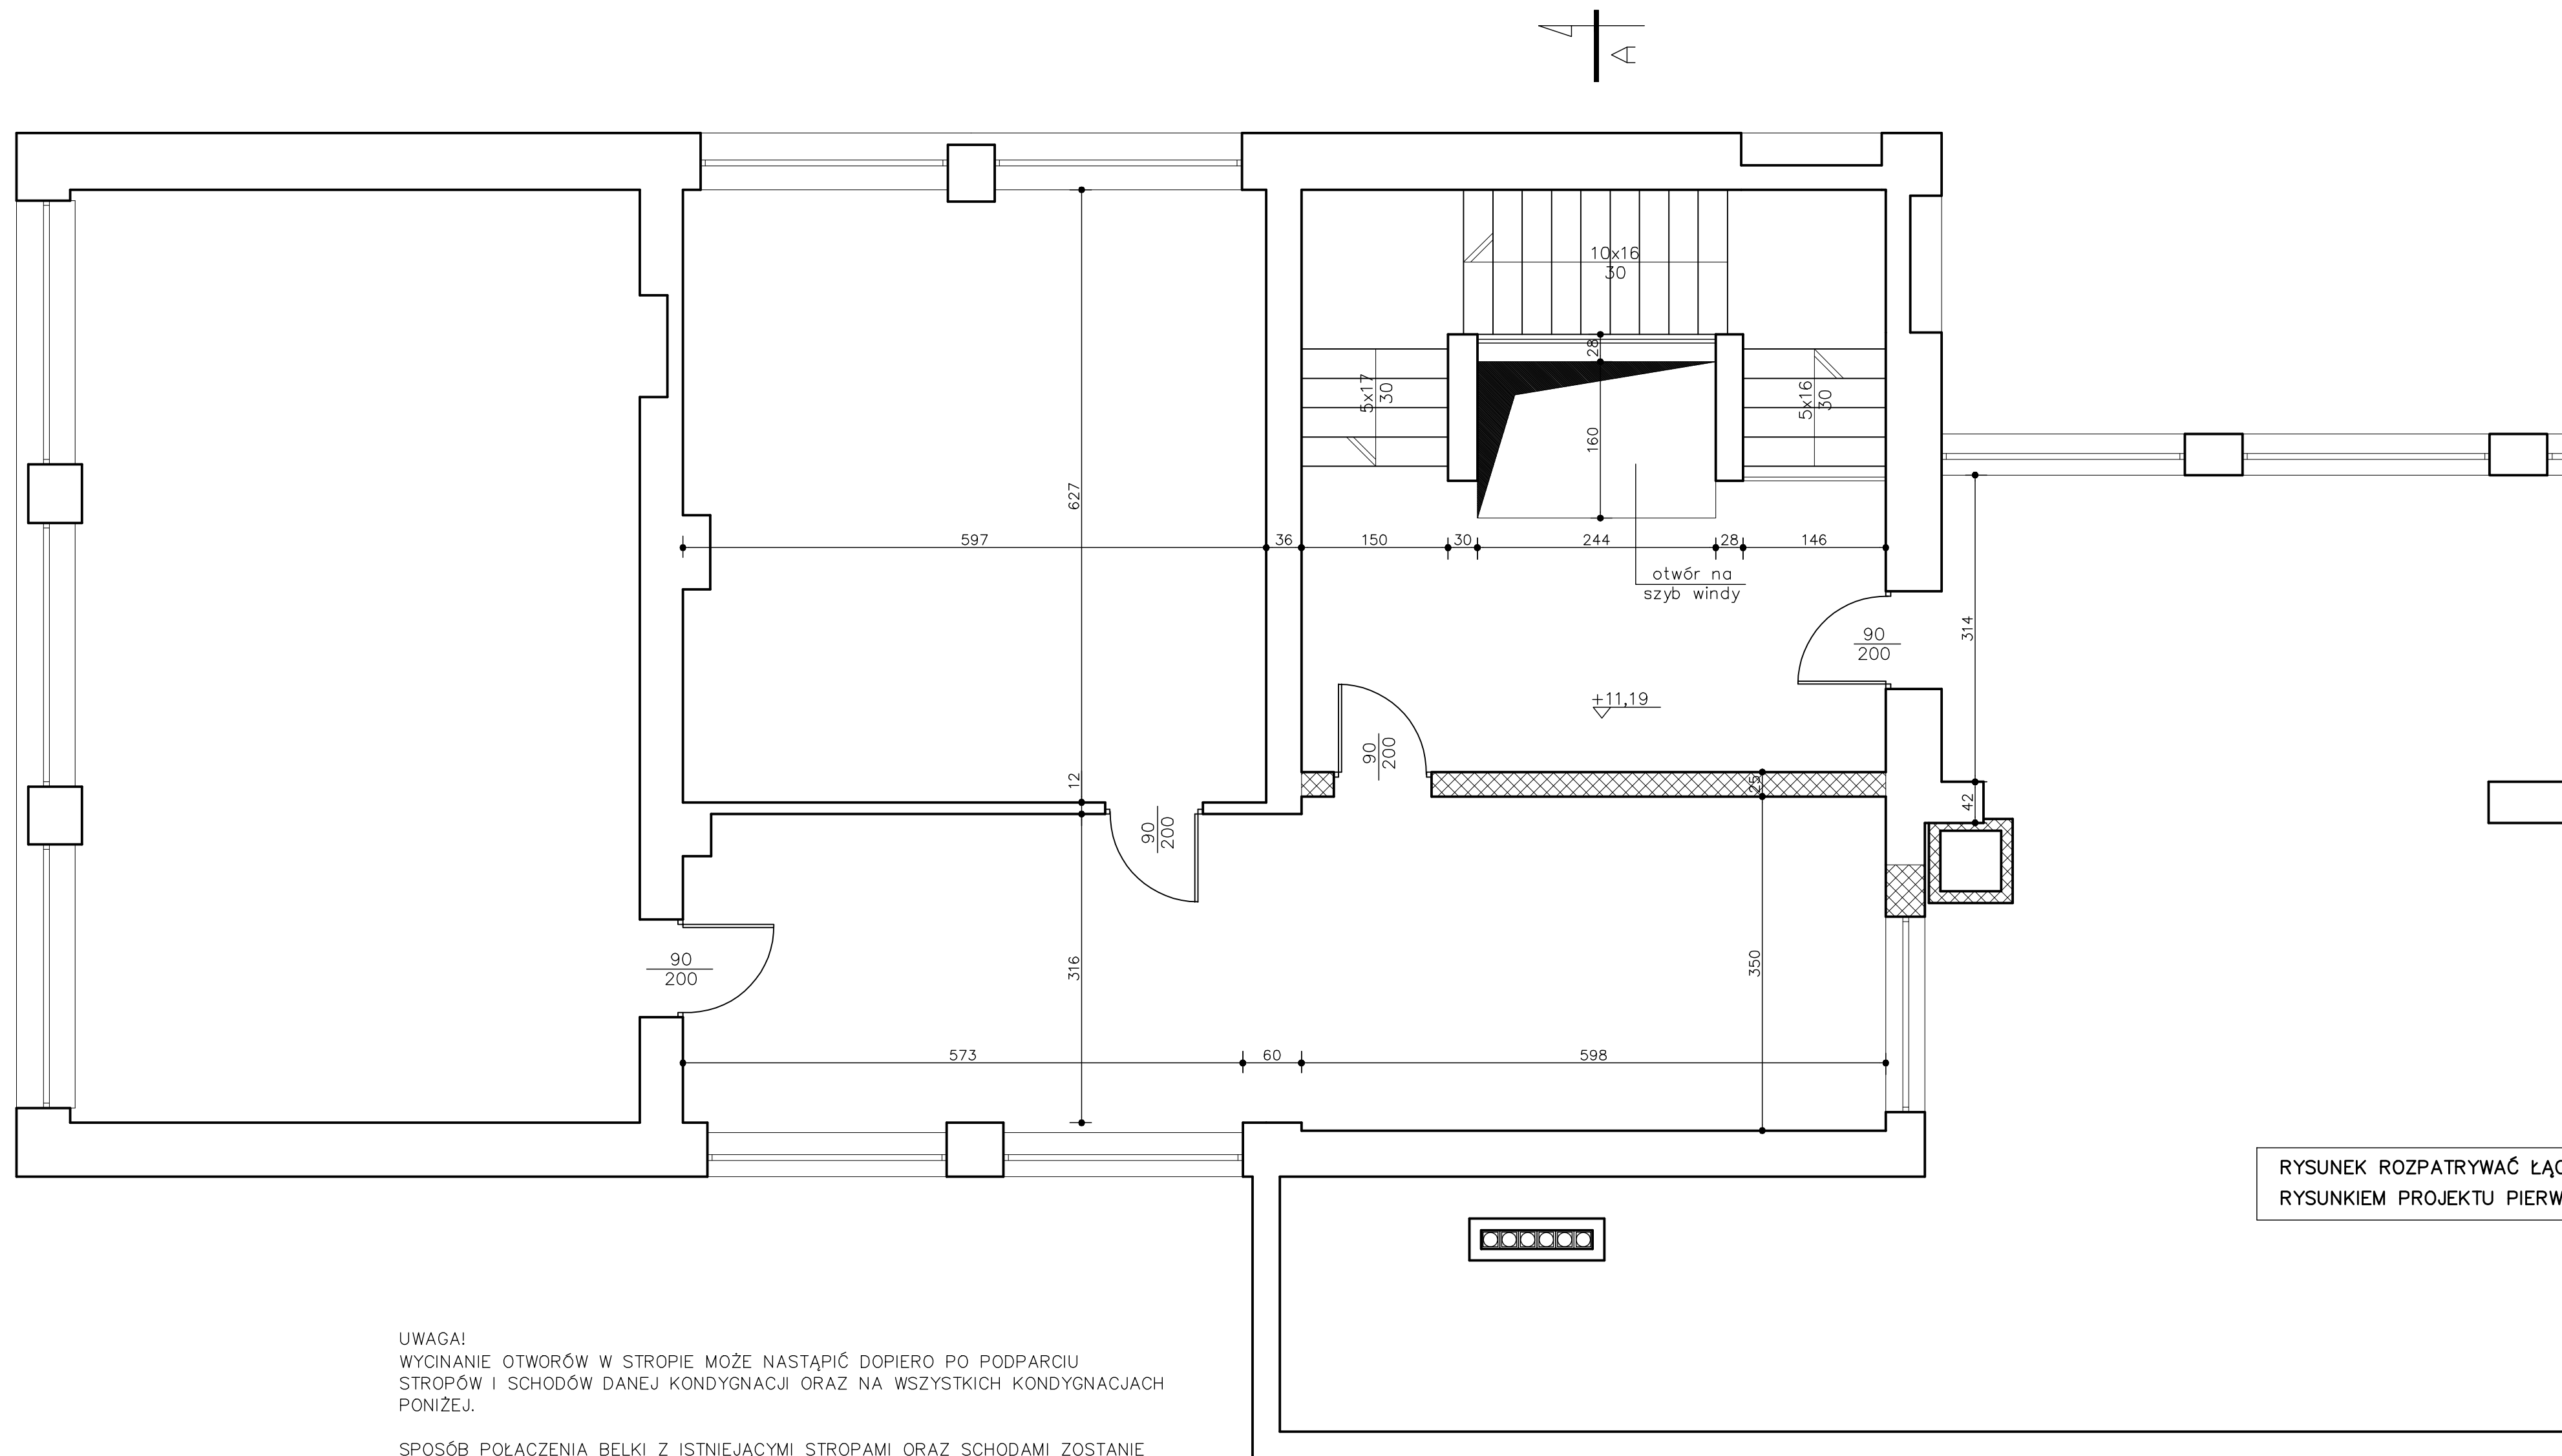 A
10x16
30
28
5x17
30
5x16
30
160
627
597
36
150
30
244
28
146
otwór na
szyb windy
90
200
314
+11,19
90
200
12
25
42
90
200
90
200
316
350
573
60
598
RYSUNEK ROZPATRYWAĆ
RYSUNKIEM PROJEKTU
UWAGA!
WYCINANIE OTWORÓW W STROPIE MOŻE NASTĄPIĆ DOPIERO PO PODPARCIU
STROPÓW I SCHODÓW DANEJ KONDYGNACJI ORAZ NA WSZYSTKICH KONDYGNACJACH
PONIŻEJ.
SPOSÓB POŁĄCZENIA BELKI Z ISTNIEJĄCYMI STROPAMI ORAZ SCHODAMI ZOSTANIE